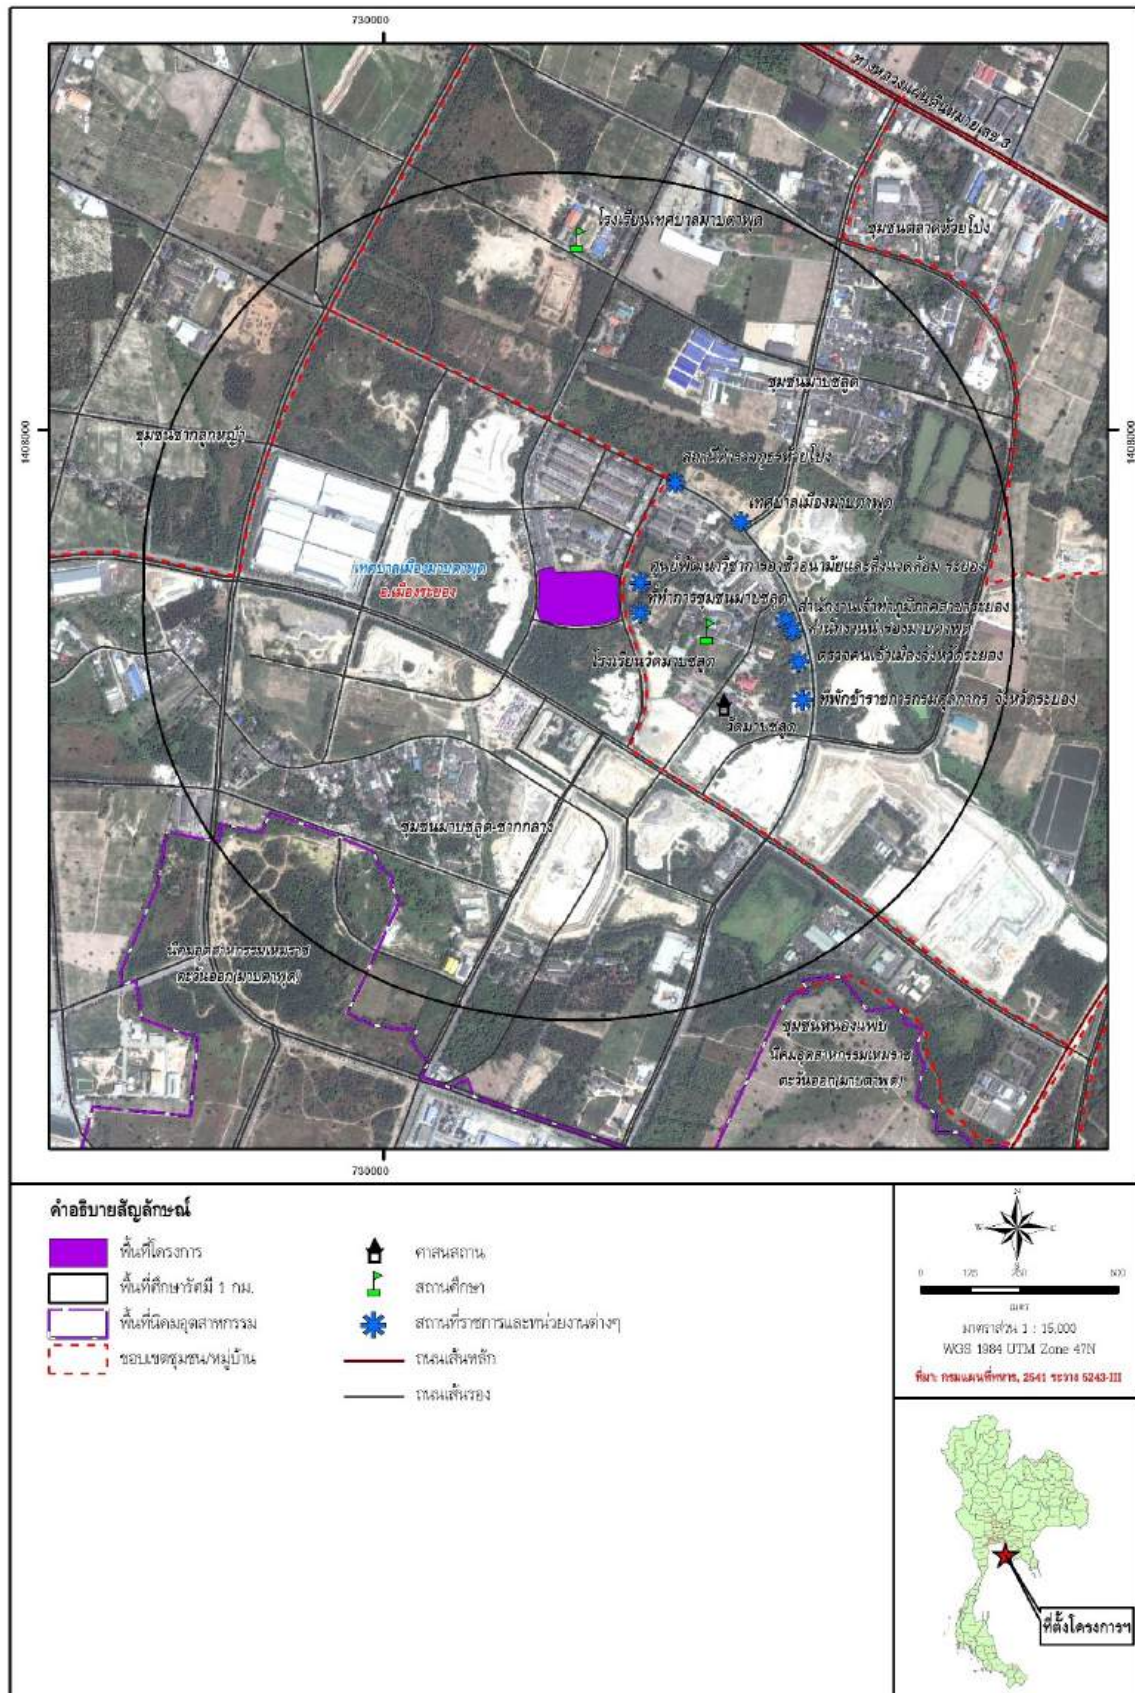 730000
ทางหลวงแผ่นดินหมายเลข 3
โรงเรียนเทศบาลมาบตาพุด
ชุมชนตลาดห้วยโป่ง
ชุมชนมาบชลูด
1408000
1408000
ชุมชนชากลูกหญ้า
สถานีตำรวจภูธรห้วยโป่ง
เทศบาลเมืองมาบตาพุด
เทศบาลเมืองมาบตาพุด
อ.เมืองระยอง
ศูนย์พัฒนาวิชาการอาชีวอนามัยและสิ่งแวดล้อม ระยอง
ที่ทำการชุมชนมาบชลูด
สำนักงานเจ้าท่าภูมิภาคสาขาระยอง
สำนักงานนำร่องมาบตาพุด
โรงเรียนวัดมาบชลูด
ตรวจคนเข้าเมืองจังหวัดระยอง
ที่พักข้าราชการกรมศุลกากร จังหวัดระยอง
วัดมาบชลูด
ชุมชนมาบชลูด-ชากกลาง
นิคมอุตสาหกรรมเหมราช
ตะวันออก(มาบตาพุด)
ชุมชนหนองแฟบ
นิคมอุตสาหกรรมเหมราช
ตะวันออก(มาบตาพุด)
730000
คำอธิบายสัญลักษณ์
พื้นที่โครงการ
พื้นที่ศึกษารัศมี 1 กม.
พื้นที่นิคมอุตสาหกรรม
ขอบเขตชุมชน/หมู่บ้าน
ศาสนสถาน
สถานศึกษา
สถานที่ราชการและหน่วยงานต่างๆ
ถนนเส้นหลัก
ถนนเส้นรอง
N
W
E
S
0 125 250 500
เมตร
มาตราส่วน 1 : 15,000
WGS 1984 UTM Zone 47N
ที่มา: กรมแผนที่ทหาร, 2541 ระวาง 5243-III
ที่ตั้งโครงการฯ